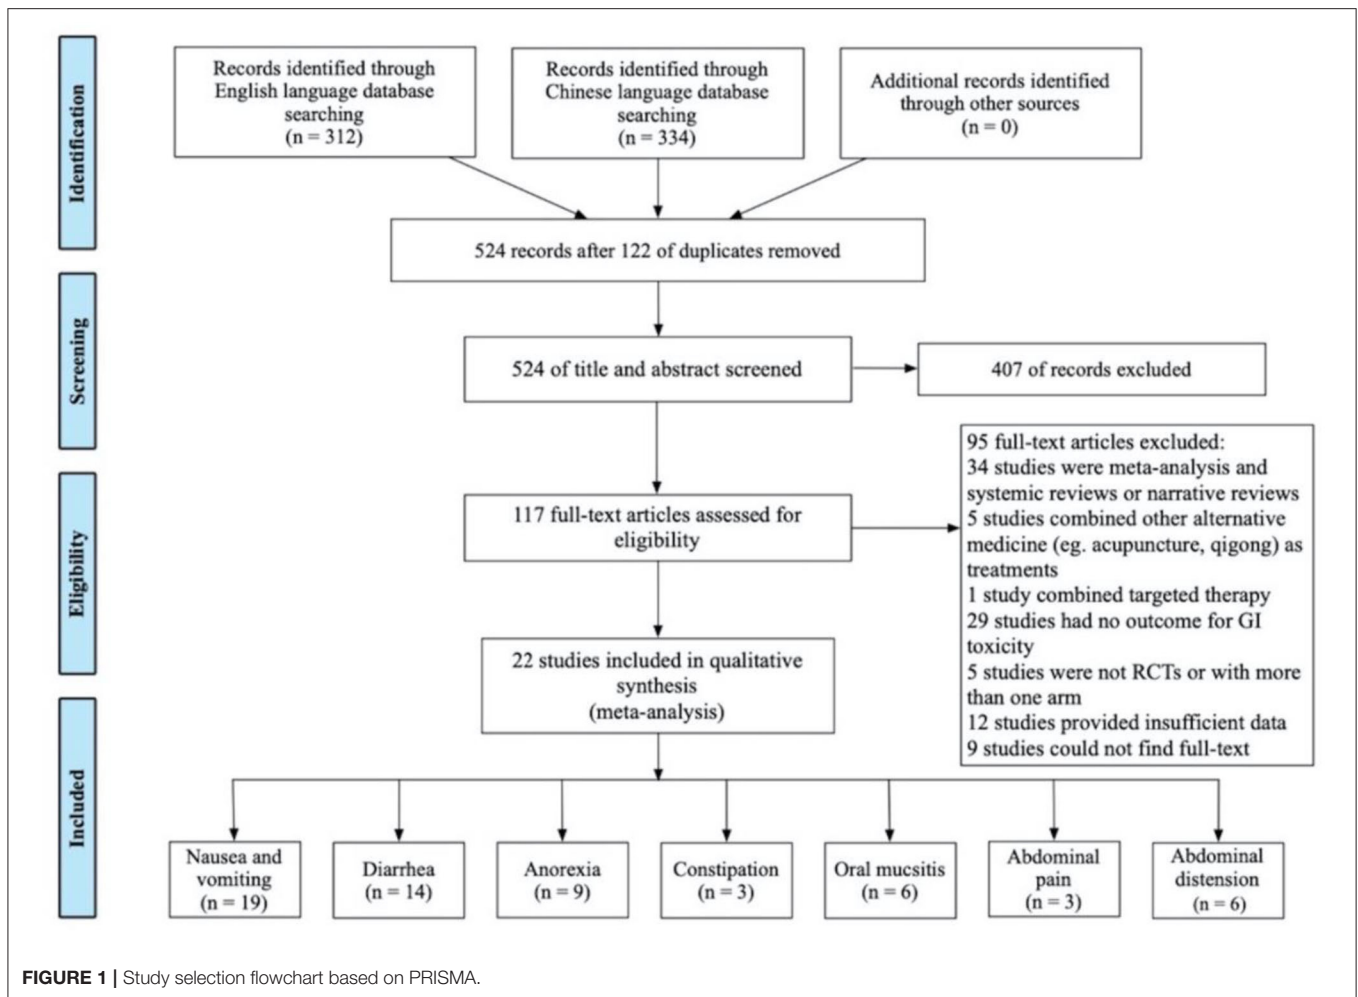 Identification
Records identified through
English language database
searching
(n = 312)
Records identified through
Chinese language database
searching
(n = 334)
Additional records identified
through other sources
(n = 0)
524 records after 122 of duplicates removed
Screening
524 of title and abstract screened
407 of records excluded
Eligibility
117 full-text articles assessed for
eligibility
95 full-text articles excluded:
34 studies were meta-analysis and
systemic reviews or narrative reviews
5 studies combined other alternative
medicine (eg. acupuncture, qigong) as
treatments
1 study combined targeted therapy
29 studies had no outcome for GI
toxicity
5 studies were not RCTs or with more
than one arm
12 studies provided insufficient data
9 studies could not find full-text
22 studies included in qualitative
synthesis
(meta-analysis)
Included
Nausea and
vomiting
(n = 19)
Diarrhea
(n = 14)
Anorexia
(n = 9)
Constipation
(n = 3)
Oral mucsitis
(n = 6)
Abdominal
pain
(n = 3)
Abdominal
distension
(n = 6)
FIGURE 1 | Study selection flowchart based on PRISMA.